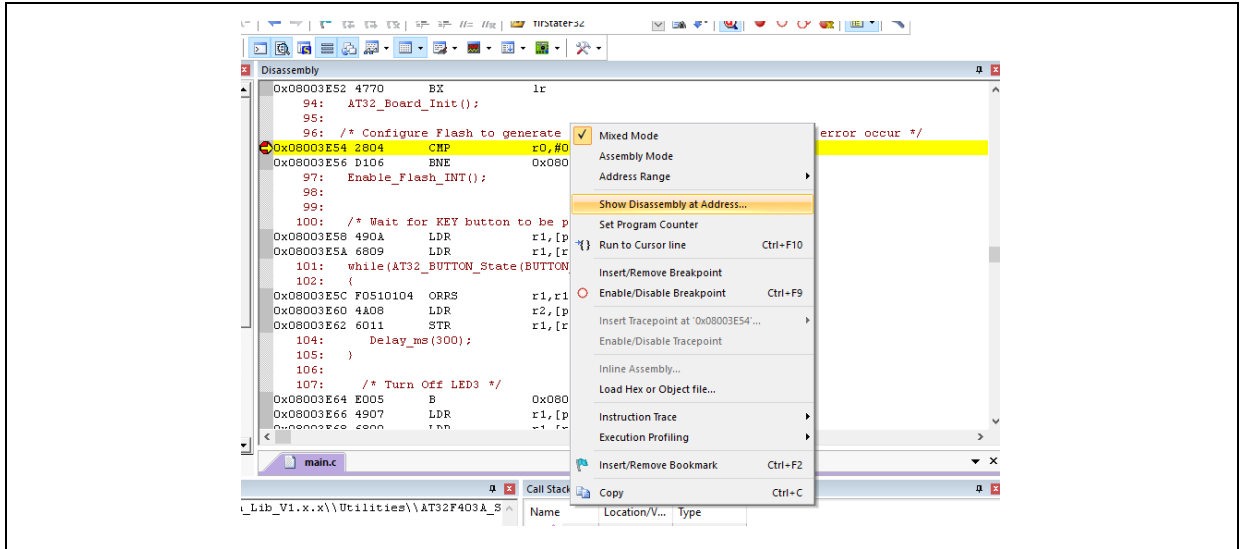 firStateF32
Disassembly
0x08003E52 4770 BX lr
94: AT32_Board_Init();
95:
96: /* Configure Flash to generate error occur */
0x08003E54 2804 CMP r0,#0
0x08003E56 D106 BNE 0x080
97: Enable_Flash_INT();
98:
99:
100: /* Wait for KEY button to be p
0x08003E58 490A LDR r1,[p
0x08003E5A 6809 LDR r1,[r
101: while(AT32_BUTTON_State(BUTTON
102: {
0x08003E5C F0510104 ORRS r1,r1
0x08003E60 4A08 LDR r2,[p
0x08003E62 6011 STR r1,[r
104: Delay_ms(300);
105: }
106:
107: /* Turn Off LED3 */
0x08003E64 E005 B 0x080
0x08003E66 4907 LDR r1,[p
0x08003E68 6800 LDR r1,[r
Mixed Mode
Assembly Mode
Address Range
Show Disassembly at Address...
Set Program Counter
Run to Cursor line Ctrl+F10
Insert/Remove Breakpoint
Enable/Disable Breakpoint Ctrl+F9
Insert Tracepoint at '0x08003E54'...
Enable/Disable Tracepoint
Inline Assembly...
Load Hex or Object file...
Instruction Trace
Execution Profiling
Insert/Remove Bookmark Ctrl+F2
Copy Ctrl+C
main.c
Call Stack
_Lib_V1.x.x\\Utilities\\AT32F403A_S
Name Location/V... Type